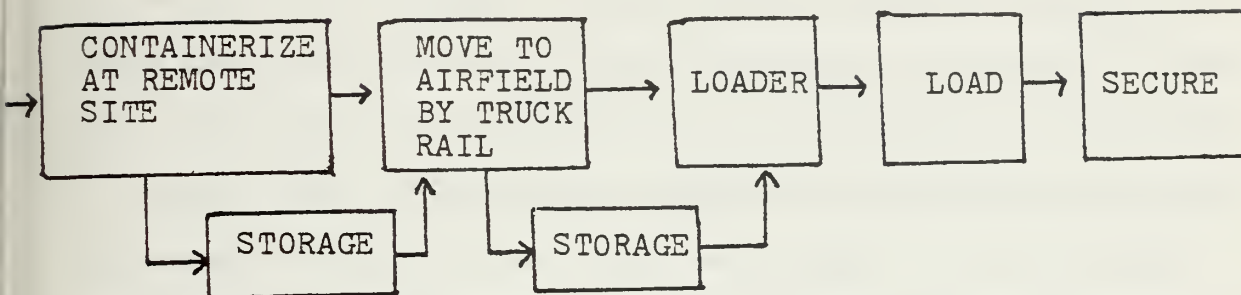 CONTAINERIZE
AT REMOTE
SITE
MOVE TO
AIRFIELD
BY TRUCK
RAIL
LOADER
LOAD
SECURE
STORAGE
STORAGE